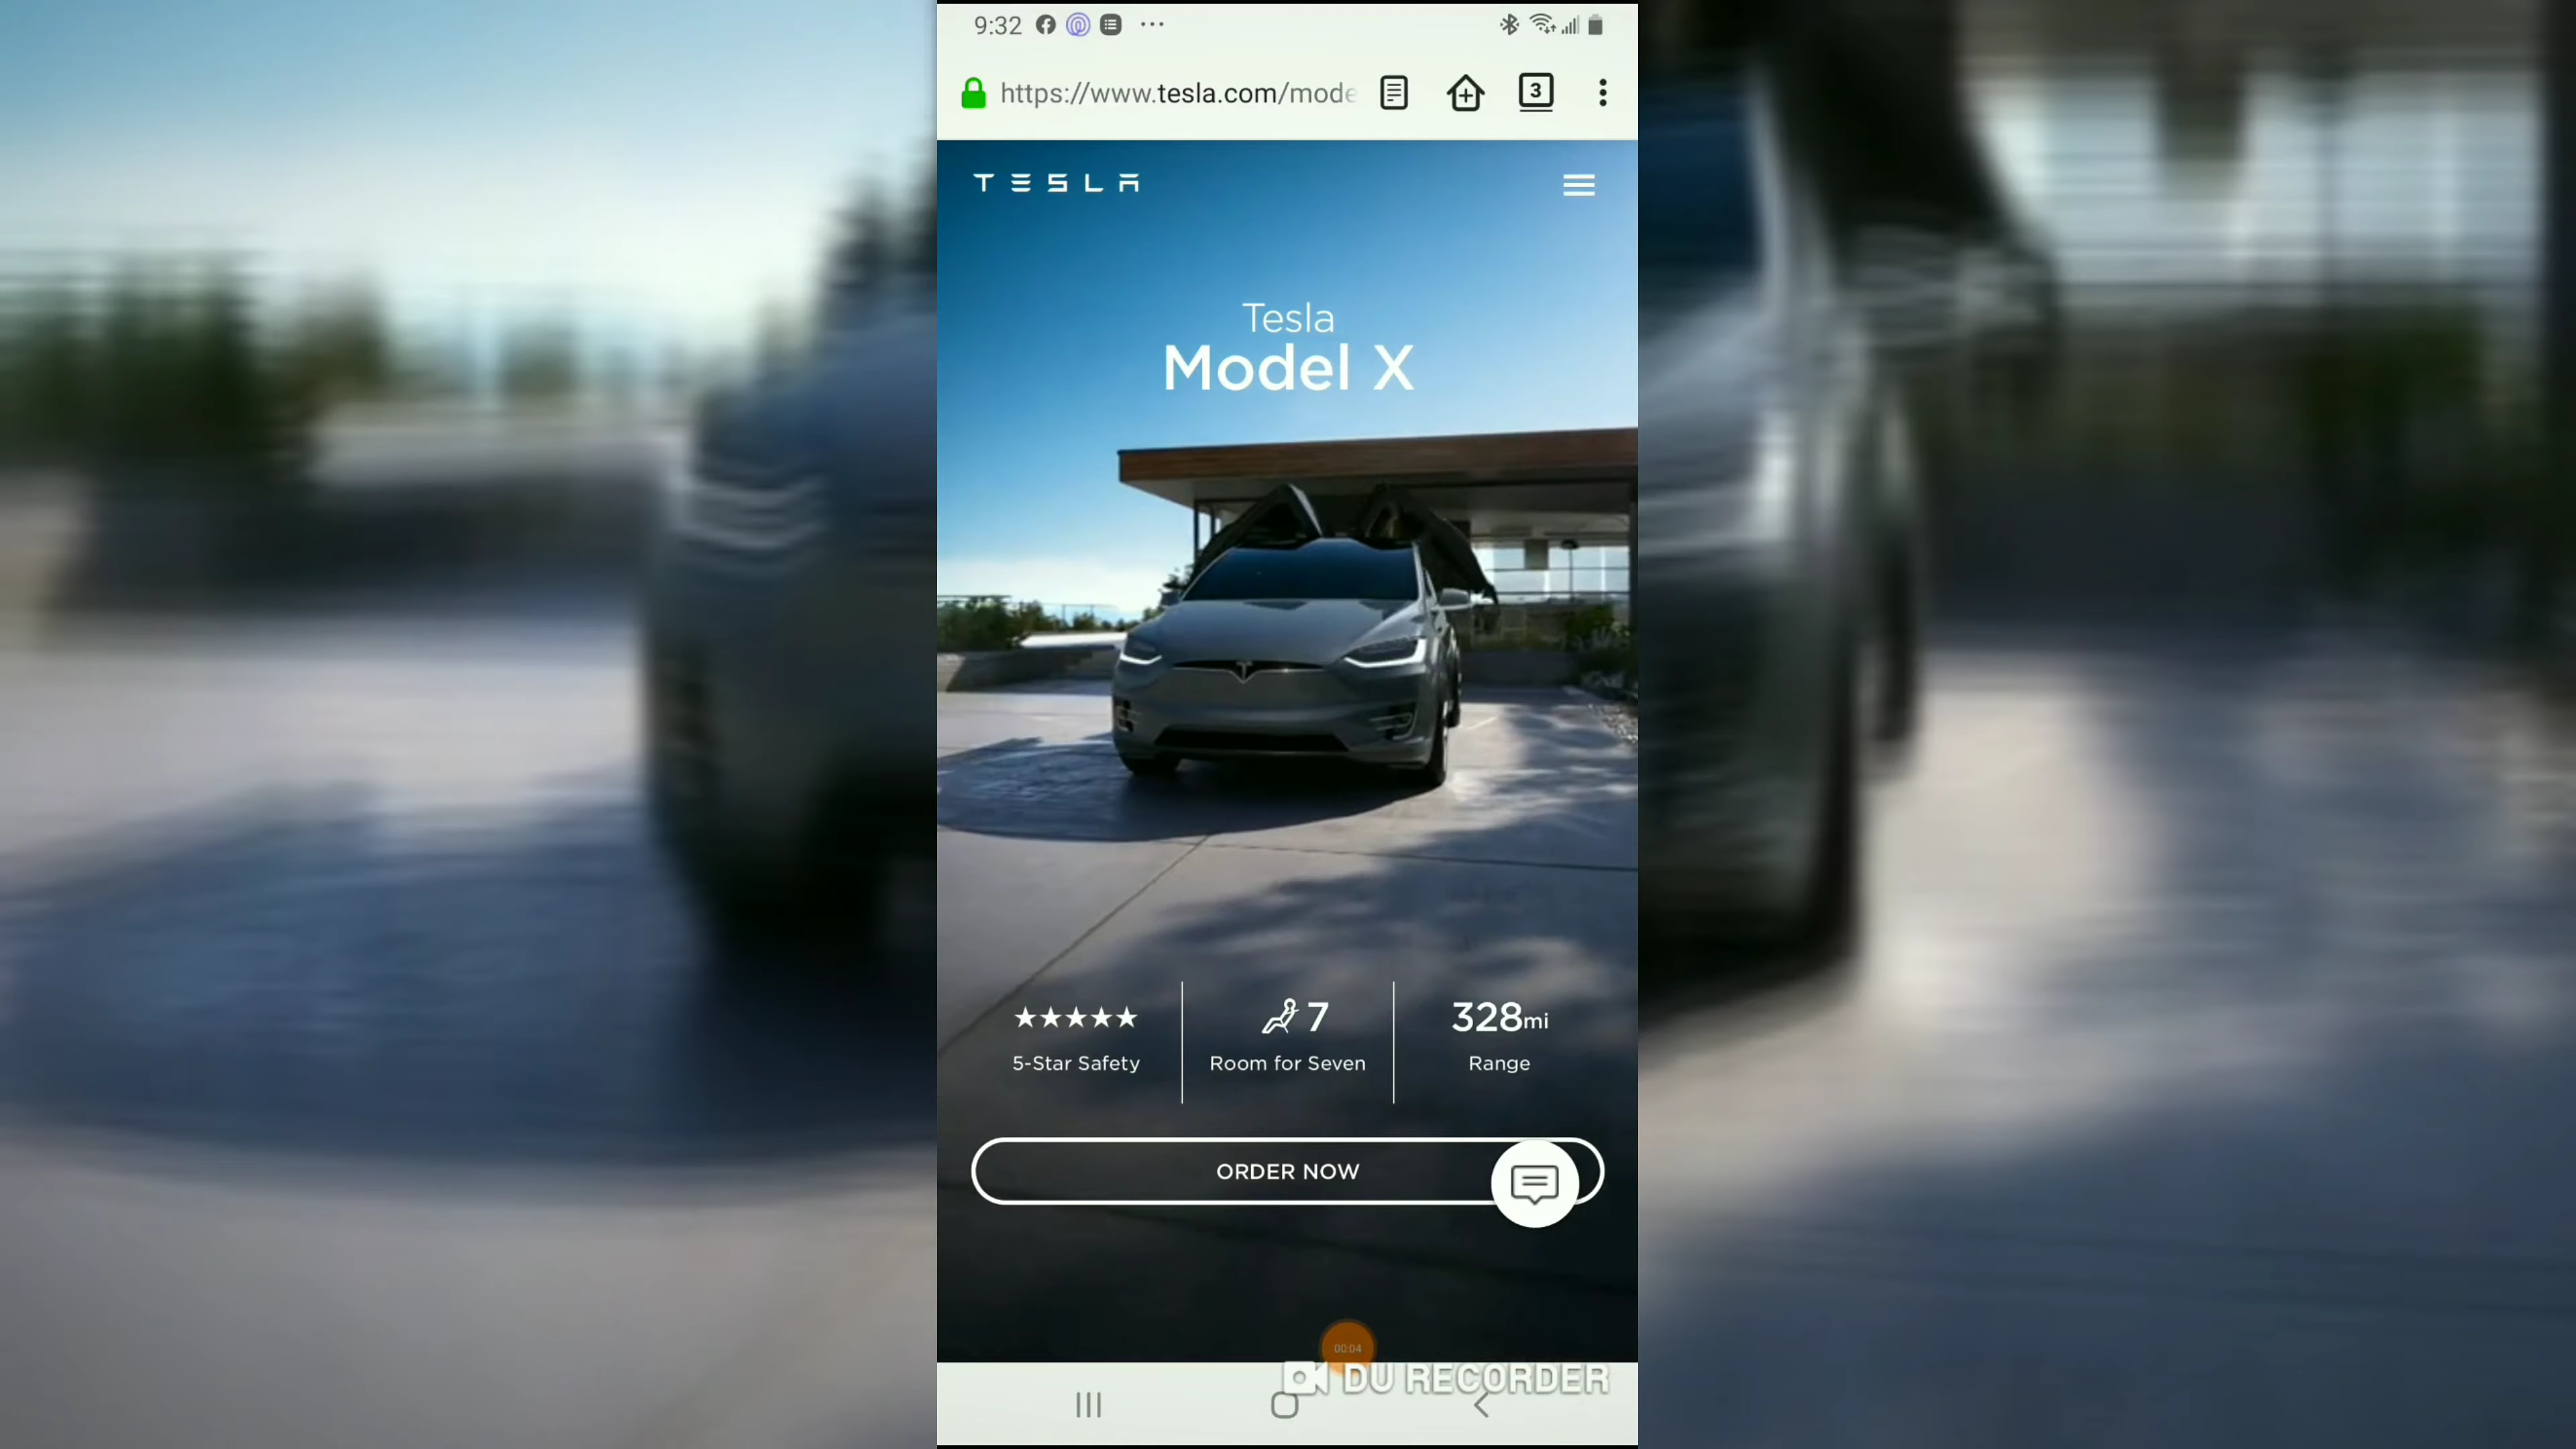 9:32
https://www.tesla.com/mode
3
TESLA
Tesla
Model X
7
328mi
5-Star Safety
Room for Seven
Range
ORDER NOW
00:04
DU RECORDER